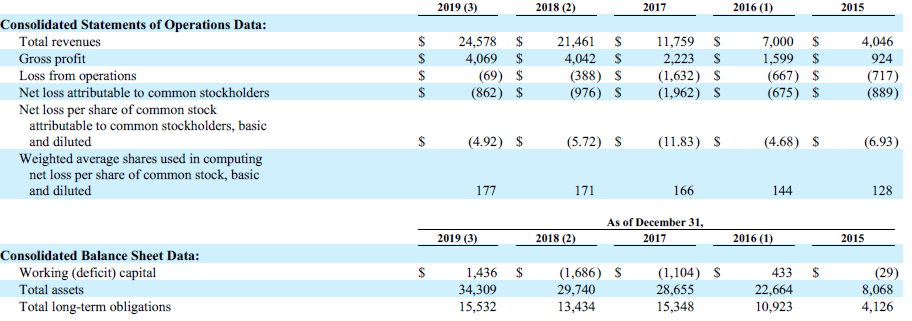 2019 (3) 2018 (2) 2017 2016 (1) 2015
Consolidated Statements of Operations Data:
Total revenues $ 24,578 $ 21,461 $ 11,759 $ 7,000 $ 4,046
Gross profit $ 4,069 $ 4,042 $ 2,223 $ 1,599 $ 924
Loss from operations $ (69) $ (388) $ (1,632) $ (667) $ (717)
Net loss attributable to common stockholders $ (862) $ (976) $ (1,962) $ (675) $ (889)
Net loss per share of common stock
attributable to common stockholders, basic
and diluted $ (4.92) $ (5.72) $ (11.83) $ (4.68) $ (6.93)
Weighted average shares used in computing
net loss per share of common stock, basic
and diluted 177 171 166 144 128
As of December 31,
2019 (3) 2018 (2) 2017 2016 (1) 2015
Consolidated Balance Sheet Data:
Working (deficit) capital $ 1,436 $ (1,686) $ (1,104) $ 433 $ (29)
Total assets 34,309 29,740 28,655 22,664 8,068
Total long-term obligations 15,532 13,434 15,348 10,923 4,126